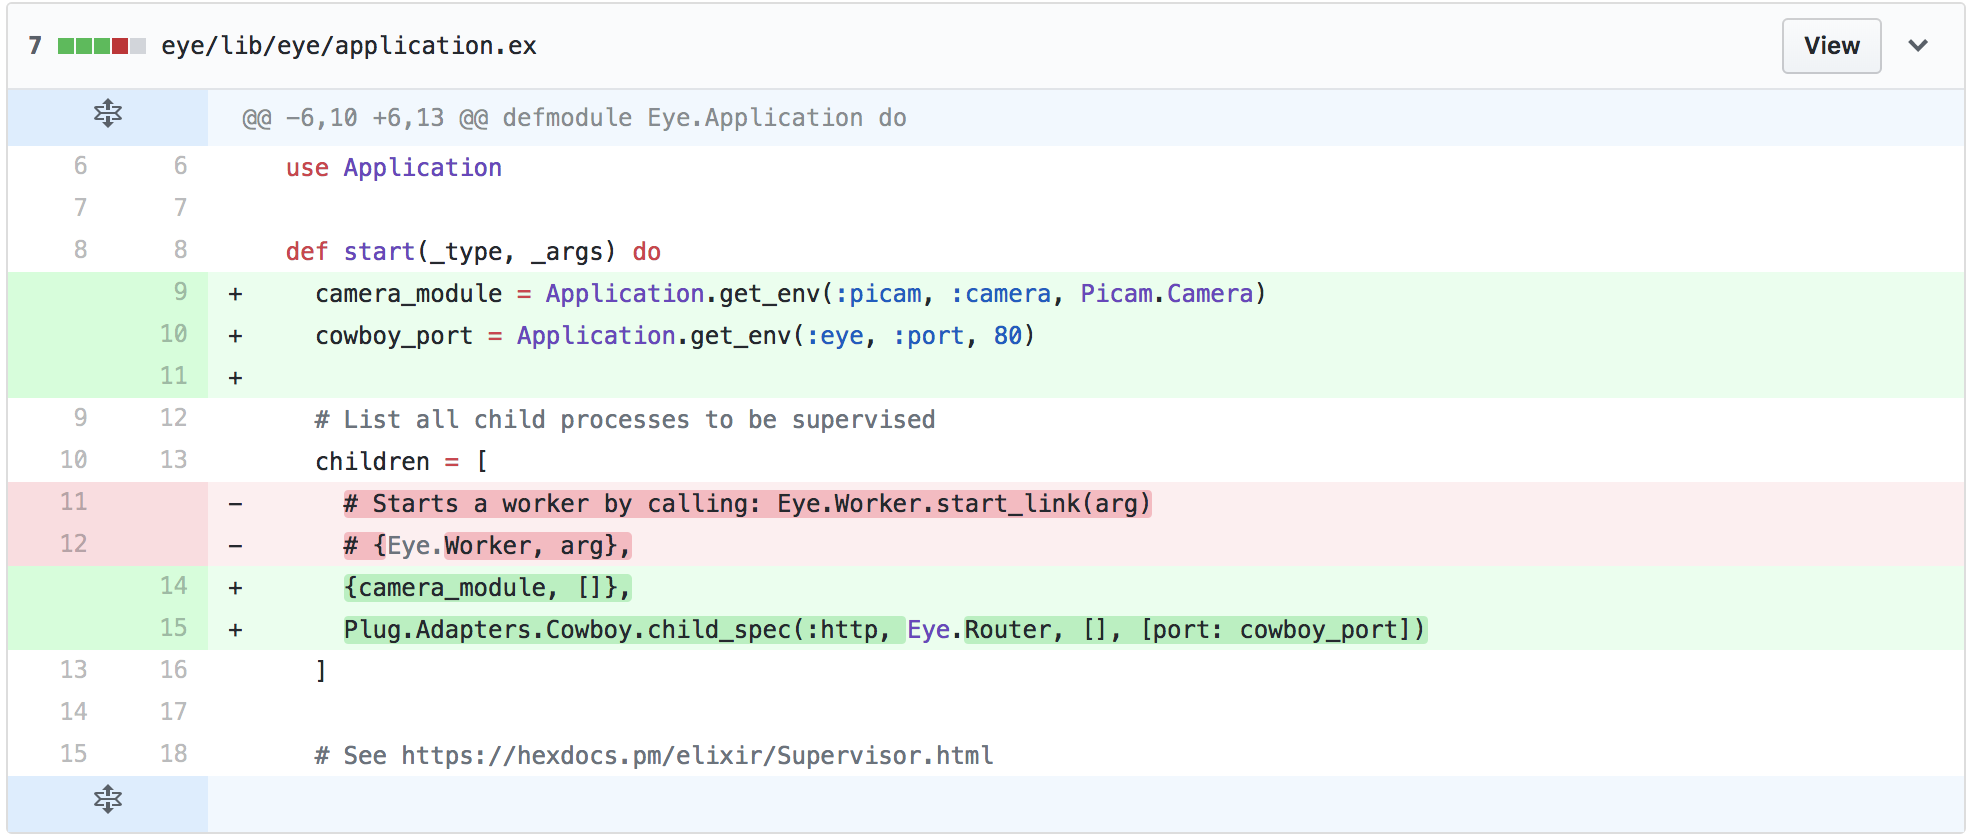 7 eye/lib/eye/application.ex View
@@ -6,10 +6,13 @@ defmodule Eye.Application do
6 6 use Application
7 7
8 8 def start(_type, _args) do
9 + camera_module = Application.get_env(:picam, :camera, Picam.Camera)
10 + cowboy_port = Application.get_env(:eye, :port, 80)
11 +
9 12 # List all child processes to be supervised
10 13 children = [
11 - # Starts a worker by calling: Eye.Worker.start_link(arg)
12 - # {Eye.Worker, arg},
14 + {camera_module, []},
15 + Plug.Adapters.Cowboy.child_spec(:http, Eye.Router, [], [port: cowboy_port])
13 16 ]
14 17
15 18 # See https://hexdocs.pm/elixir/Supervisor.html